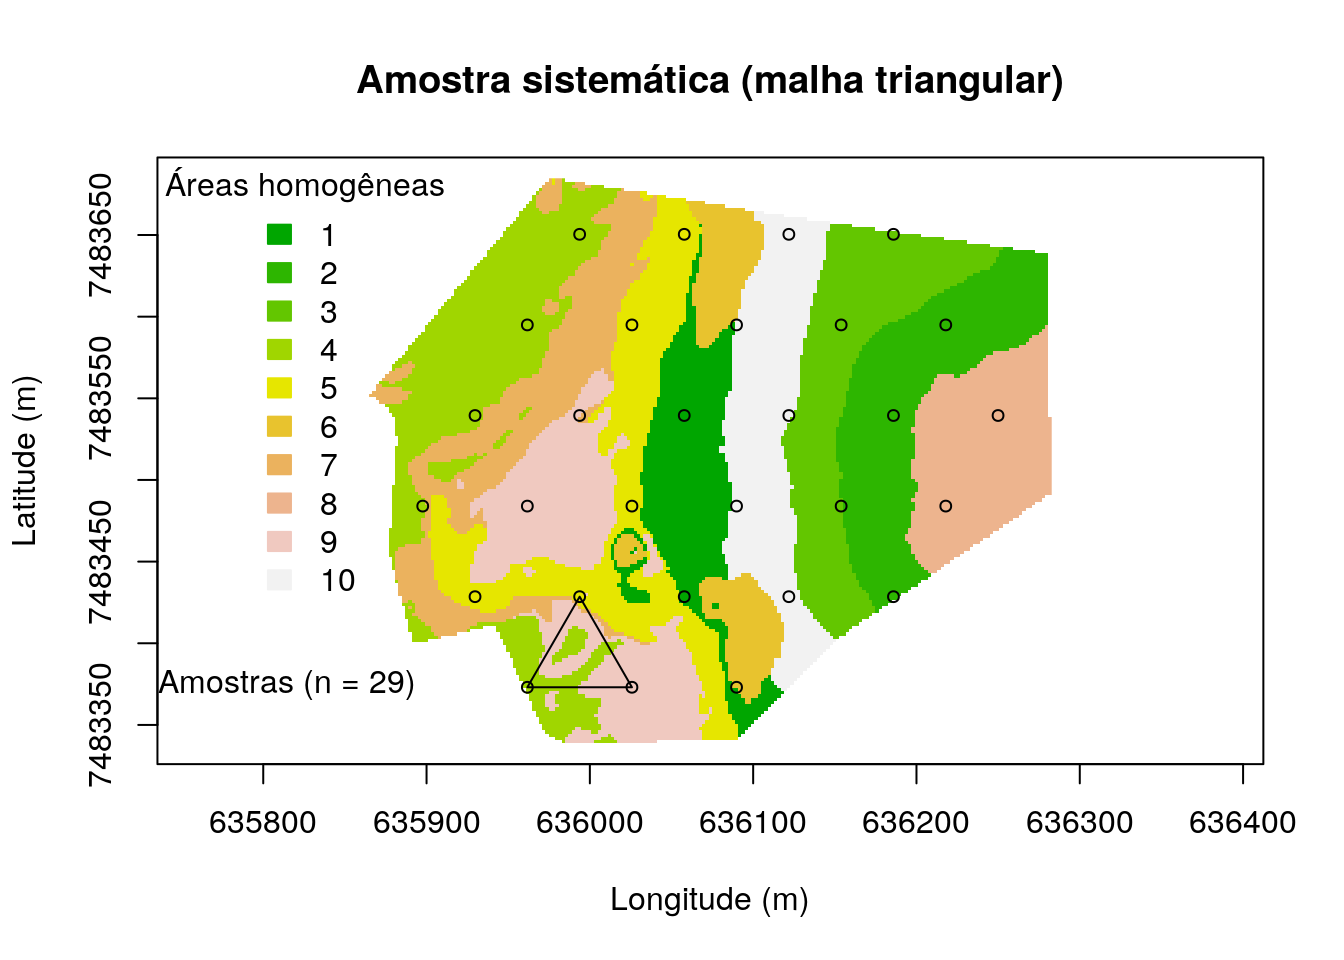 Amostra sistemática (malha triangular)
Áreas homogêneas
1
2
3
4
5
6
7
8
9
10
Amostras (n = 29)
7483650
7483550
7483450
7483350
Latitude (m)
635800 635900 636000 636100 636200 636300 636400
Longitude (m)